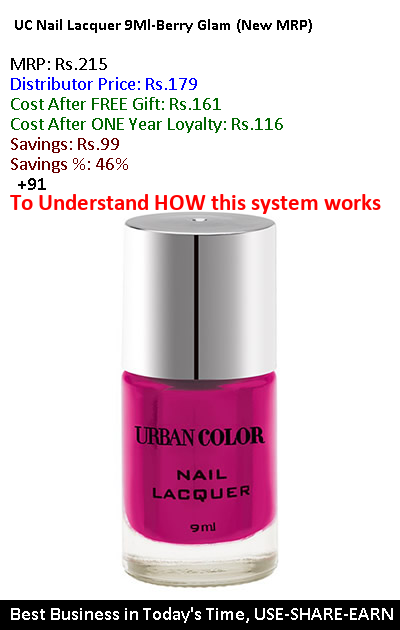 UC Nail Lacquer 9Ml-Berry Glam (New MRP)
MRP: Rs.215
Distributor Price: Rs.179
Cost After FREE Gift: Rs.161
Cost After ONE Year Loyalty: Rs.116
Savings: Rs.99
Savings %: 46%
+91
To Understand HOW this system works
URBAN COLOR
NAIL
LACQUER
9ml
Best Business in Today's Time, USE-SHARE-EARN